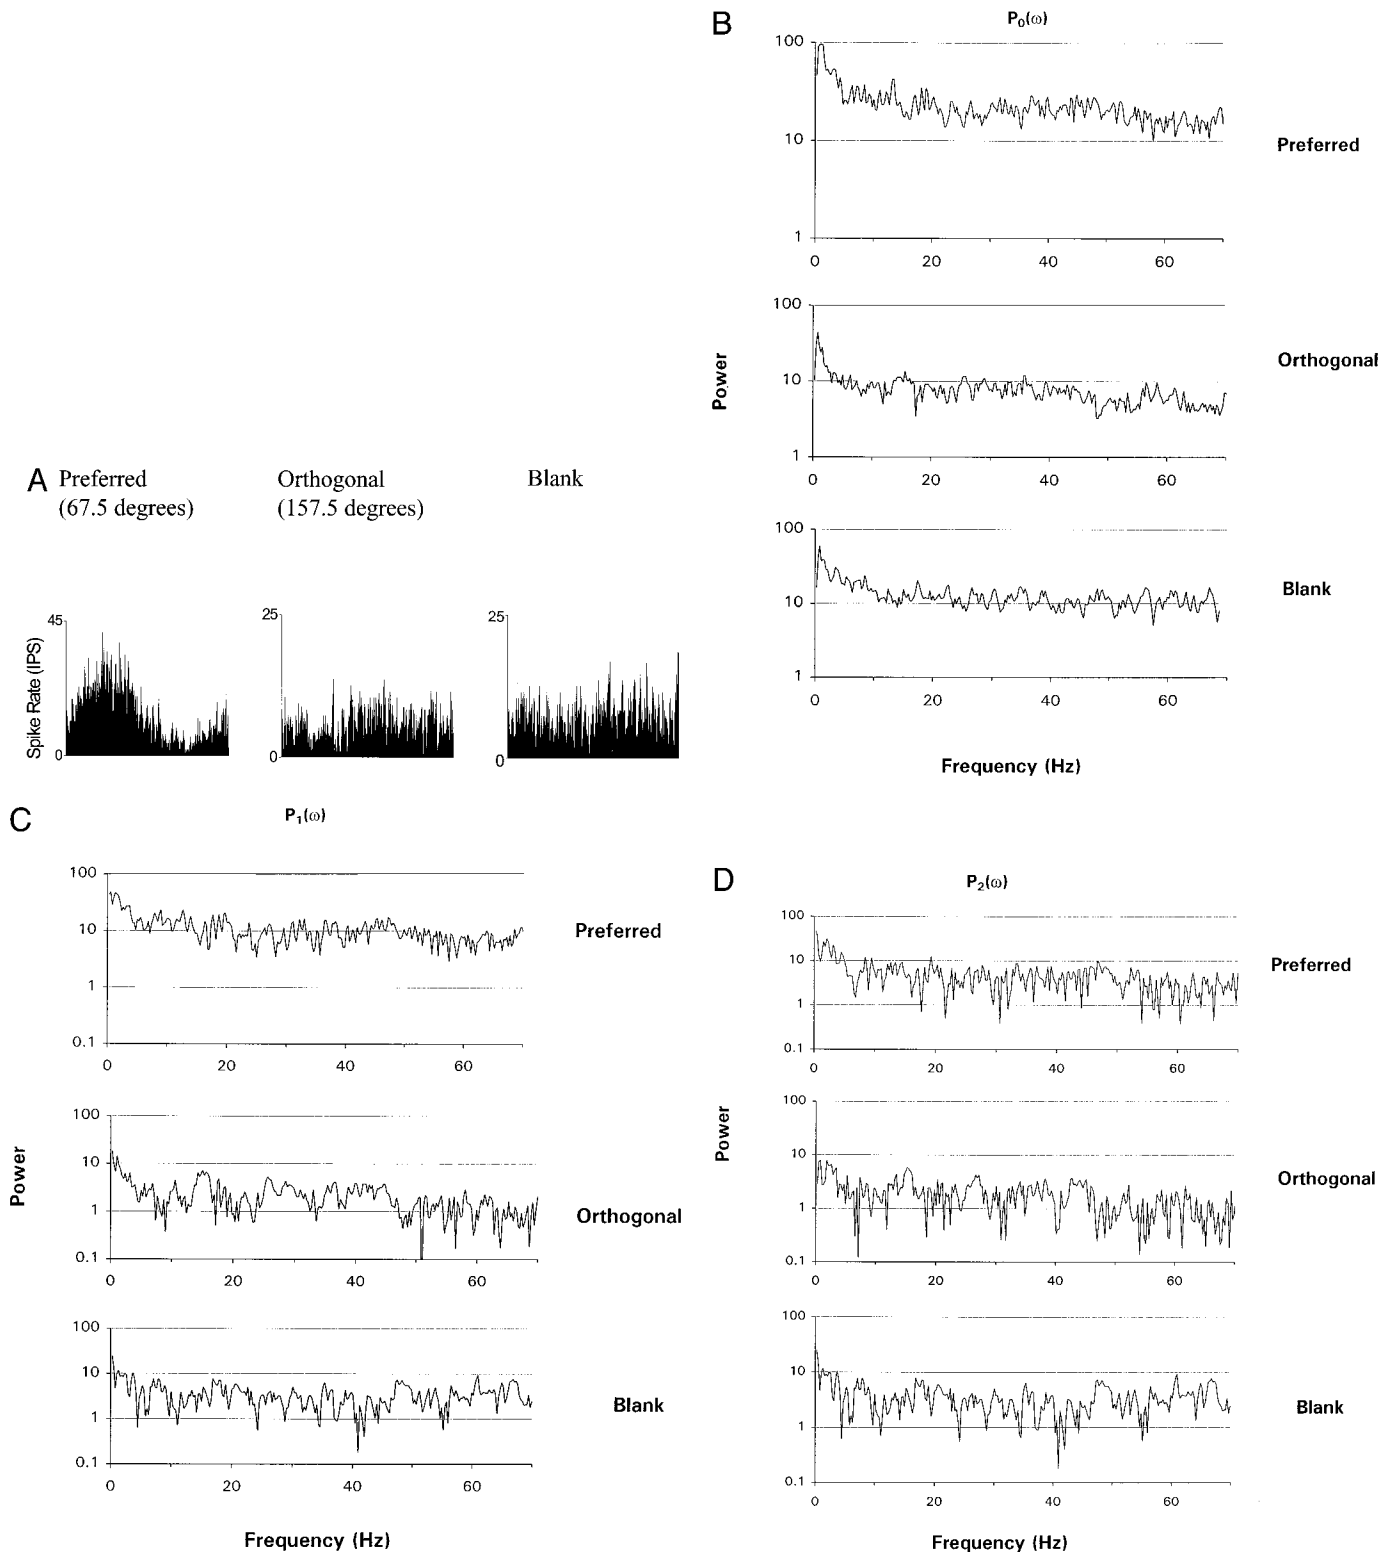 A
Preferred
(67.5 degrees)
Orthogonal
(157.5 degrees)
Blank
Spike Rate (IPS)
45
0
25
0
25
0
B
P0(ω)
100
10
1
0 20 40 60
Preferred
100
10
1
0 20 40 60
Orthogonal
Power
100
10
1
0 20 40 60
Blank
Frequency (Hz)
C
P1(ω)
100
10
1
0.1
0 20 40 60
Preferred
100
10
1
0.1
0 20 40 60
Orthogonal
Power
100
10
1
0.1
0 20 40 60
Blank
Frequency (Hz)
D
P2(ω)
100
10
1
0.1
0 20 40 60
Preferred
100
10
1
0.1
0 20 40 60
Orthogonal
Power
100
10
1
0.1
0 20 40 60
Blank
Frequency (Hz)